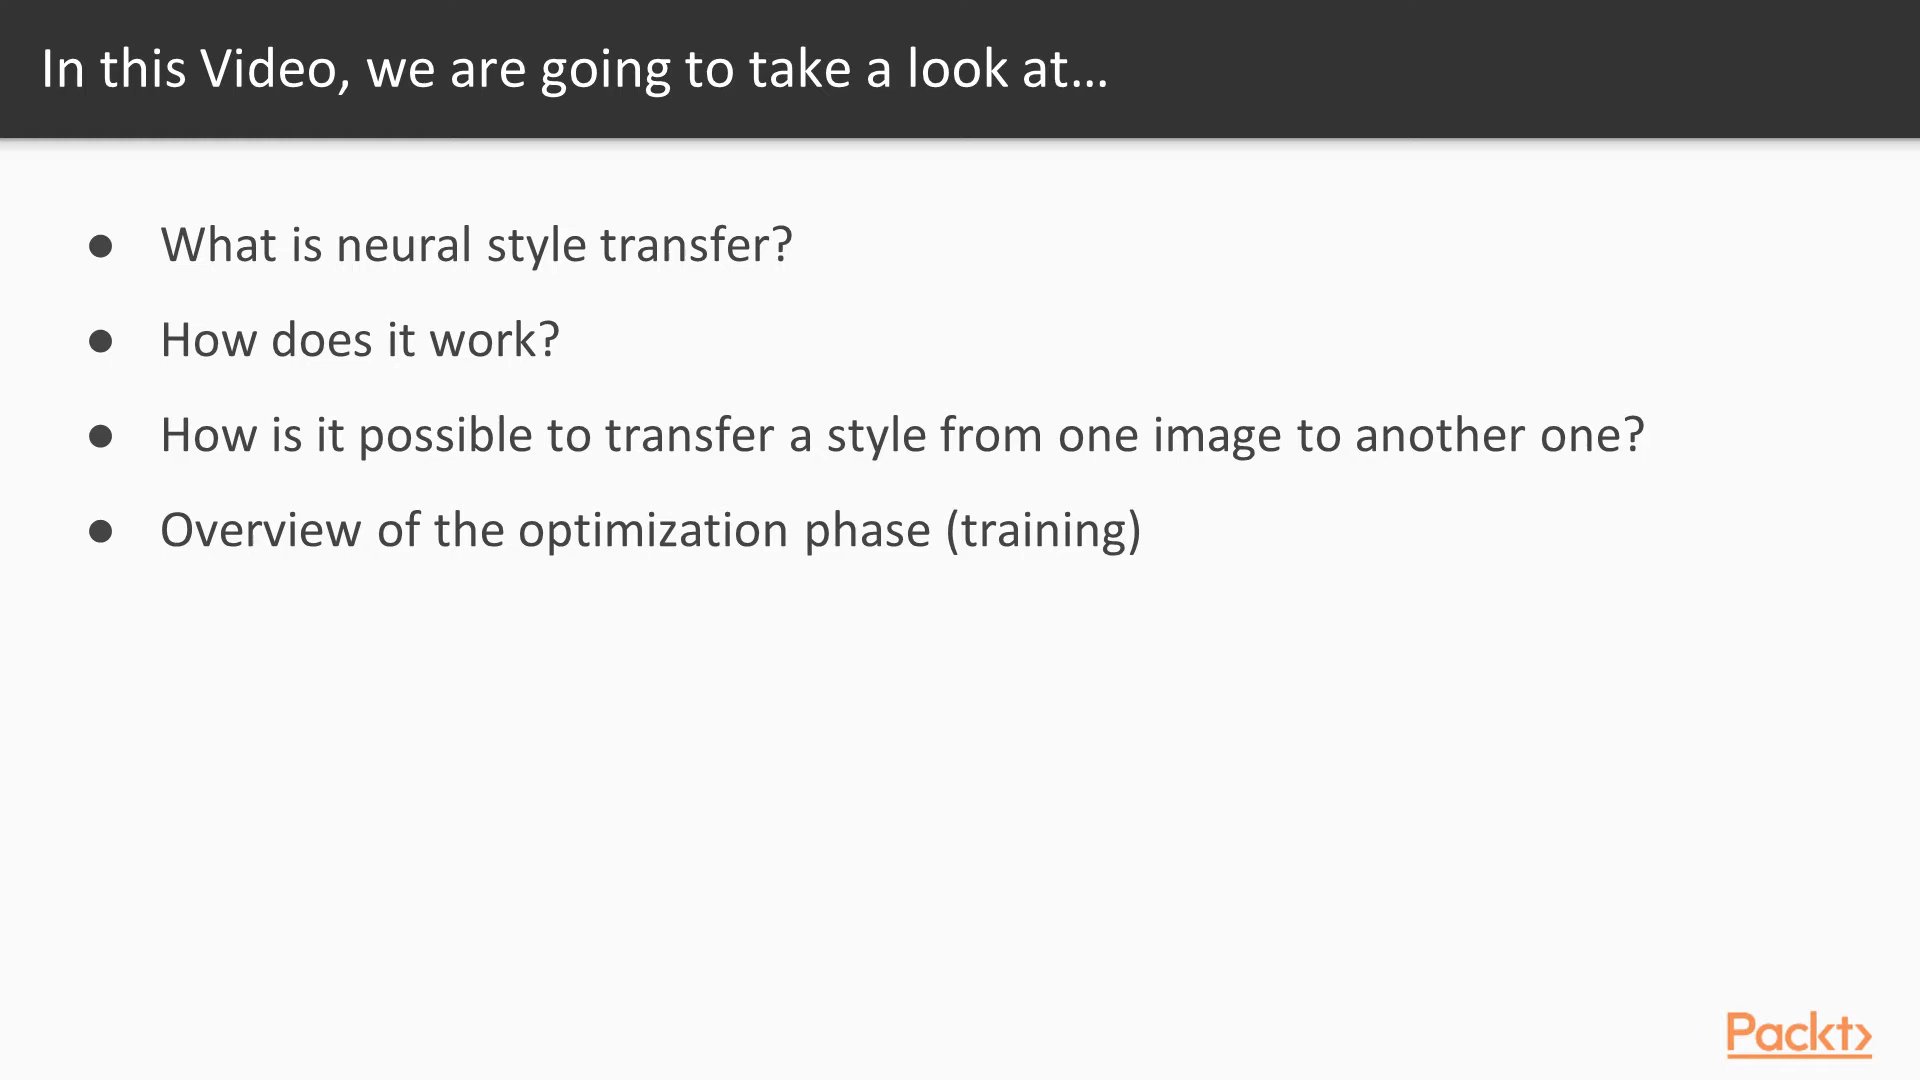 In this Video, we are going to take a look at...
● What is neural style transfer?
● How does it work?
● How is it possible to transfer a style from one image to another one?
● Overview of the optimization phase (training)
Packt>